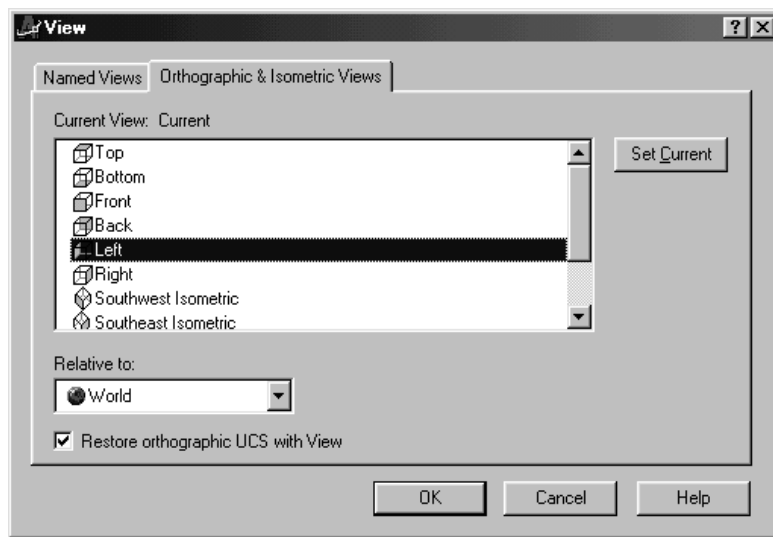 View
Named Views
Orthographic & Isometric Views
Current View: Current
Top
Set Current
Bottom
Front
Back
Left
Right
Southwest Isometric
Southeast Isometric
Relative to:
World
Restore orthographic UCS with View
OK
Cancel
Help